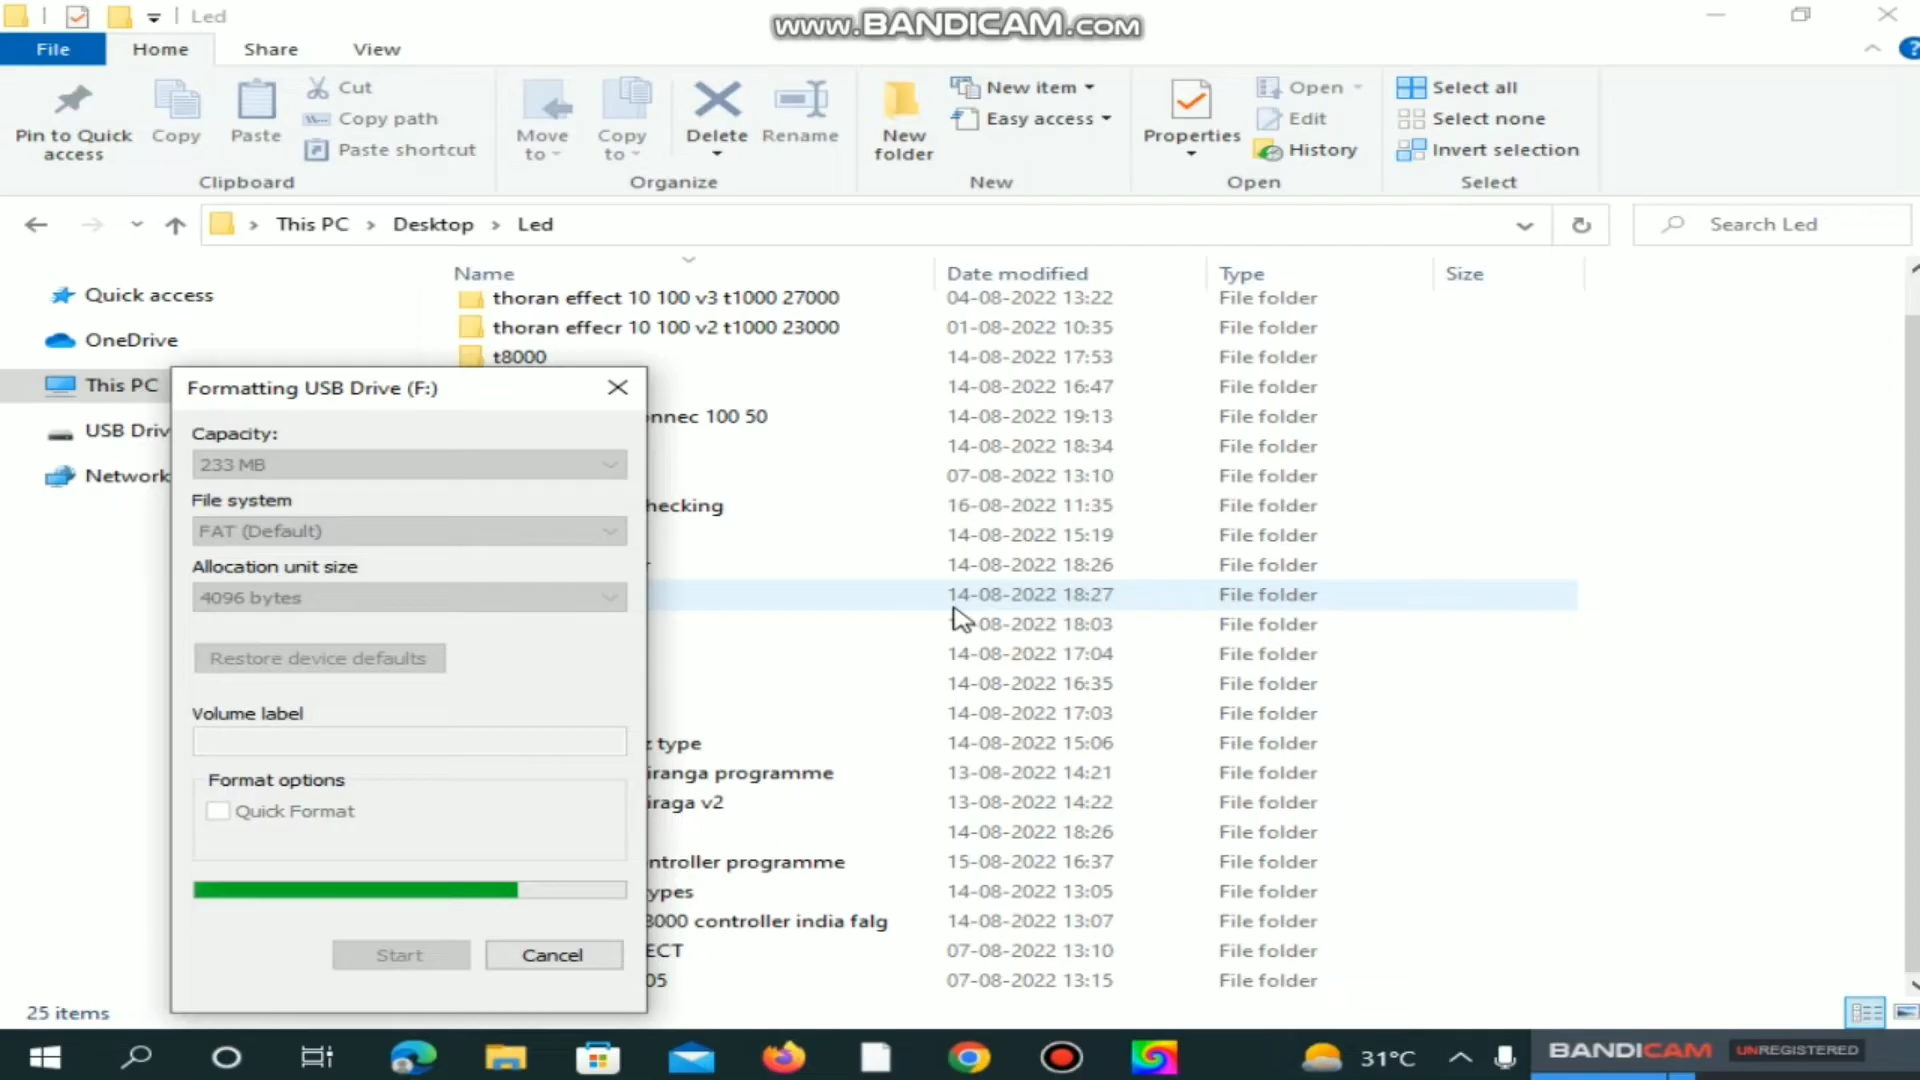 Led
www.BANDICAM.com
File
Home
Share
View
Pin to Quick access
Copy
Paste
Cut
Copy path
Paste shortcut
Clipboard
Move to
Copy to
Delete
Rename
Organize
New folder
New item
Easy access
New
Properties
Open
Edit
History
Open
Select all
Select none
Invert selection
Select
This PC > Desktop > Led
Search Led
Name
Date modified
Type
Size
Quick access
OneDrive
This PC
USB Driv
Network
thoran effect 10 100 v3 t1000 27000 04-08-2022 13:22 File folder
thoran effecr 10 100 v2 t1000 23000 01-08-2022 10:35 File folder
t8000 14-08-2022 17:53 File folder
14-08-2022 16:47 File folder
nnec 100 50 14-08-2022 19:13 File folder
14-08-2022 18:34 File folder
07-08-2022 13:10 File folder
hecking 16-08-2022 11:35 File folder
14-08-2022 15:19 File folder
14-08-2022 18:26 File folder
14-08-2022 18:27 File folder
-08-2022 18:03 File folder
14-08-2022 17:04 File folder
14-08-2022 16:35 File folder
14-08-2022 17:03 File folder
type 14-08-2022 15:06 File folder
iranga programme 13-08-2022 14:21 File folder
iraga v2 13-08-2022 14:22 File folder
14-08-2022 18:26 File folder
ntroller programme 15-08-2022 16:37 File folder
ypes 14-08-2022 13:05 File folder
8000 controller india falg 14-08-2022 13:07 File folder
ECT 07-08-2022 13:10 File folder
05 07-08-2022 13:15 File folder
Formatting USB Drive (F:)
Capacity:
233 MB
File system
FAT (Default)
Allocation unit size
4096 bytes
Restore device defaults
Volume label
Format options
Quick Format
Start
Cancel
25 items
31°C
BANDICAM
UNREGISTERED